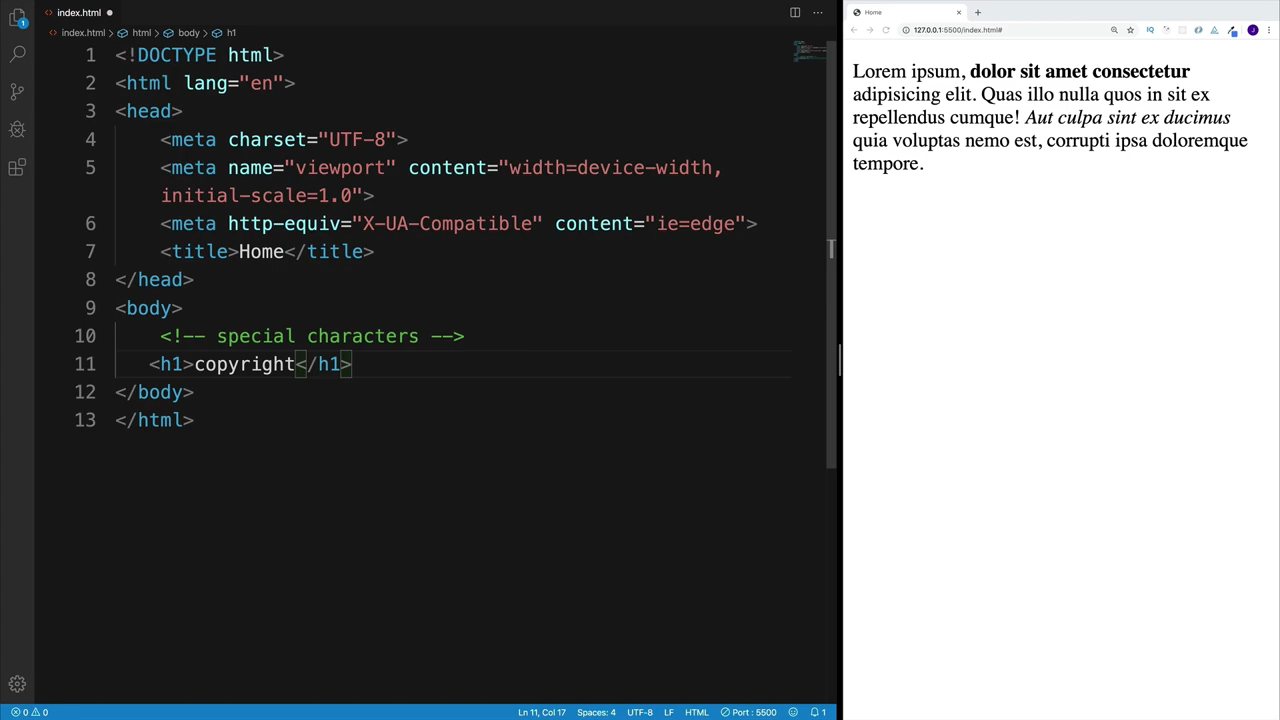 index.html
index.html > html > body > h1
1 <!DOCTYPE html>
2 <html lang="en">
3 <head>
4 <meta charset="UTF-8">
5 <meta name="viewport" content="width=device-width,
initial-scale=1.0">
6 <meta http-equiv="X-UA-Compatible" content="ie=edge">
7 <title>Home</title>
8 </head>
9 <body>
10 <!-- special characters -->
11 <h1>copyright</h1>
12 </body>
13 </html>
1
0 0
Ln 11, Col 17 Spaces: 4 UTF-8 LF HTML Port : 5500 1
Home
127.0.0.1:5500/index.html#
IQ
J
Lorem ipsum, dolor sit amet consectetur
adipisicing elit. Quas illo nulla quos in sit ex
repellendus cumque! Aut culpa sint ex ducimus
quia voluptas nemo est, corrupti ipsa doloremque
tempore.